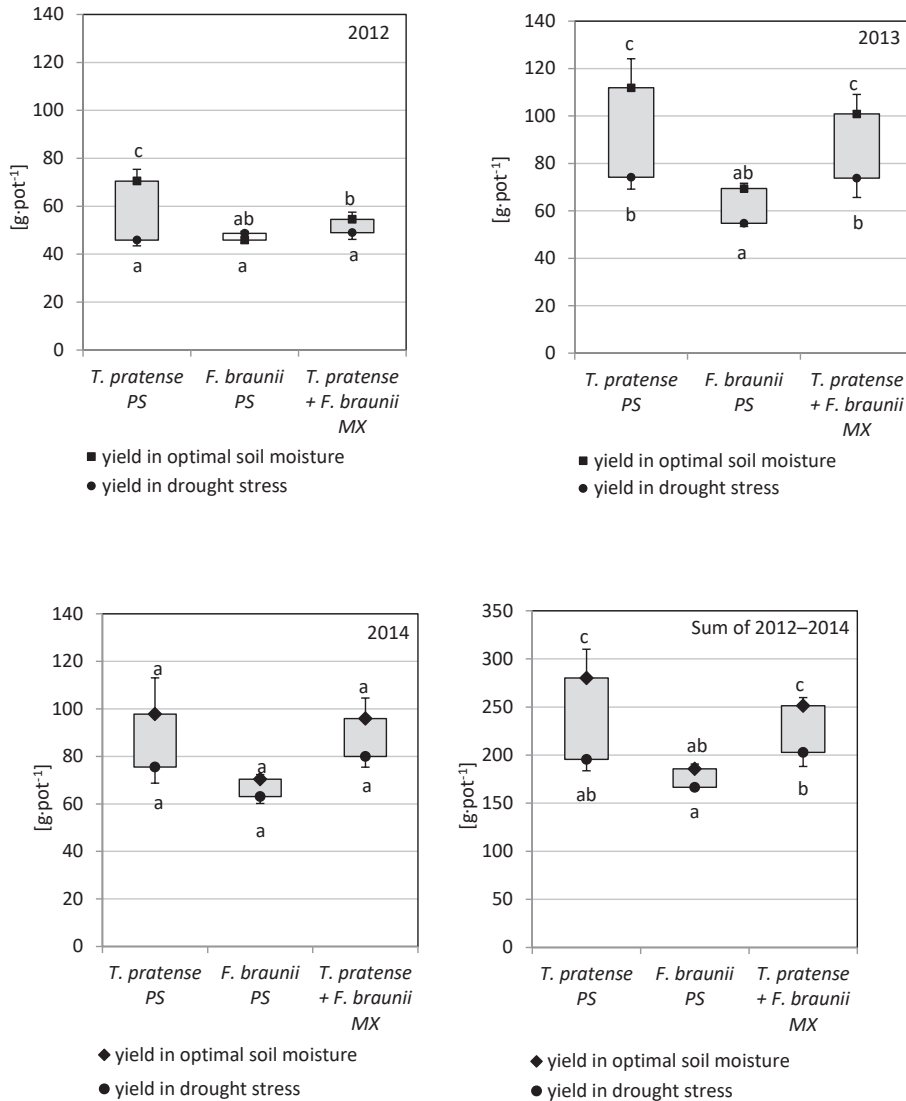 140
120
100
80
60
40
20
0
[g·pot-1]
2012
c
ab
b
a
a
a
T. pratense
PS
F. braunii
PS
T. pratense
+ F. braunii
MX
■ yield in optimal soil moisture
● yield in drought stress
140
120
100
80
60
40
20
0
[g·pot-1]
2013
c
ab
c
b
a
b
T. pratense
PS
F. braunii
PS
T. pratense
+ F. braunii
MX
■ yield in optimal soil moisture
● yield in drought stress
140
120
100
80
60
40
20
0
[g·pot-1]
2014
a
a
a
a
a
a
T. pratense
PS
F. braunii
PS
T. pratense
+ F. braunii
MX
◆ yield in optimal soil moisture
● yield in drought stress
350
300
250
200
150
100
50
0
[g·pot-1]
Sum of 2012–2014
c
ab
c
ab
a
b
T. pratense
PS
F. braunii
PS
T. pratense
+ F. braunii
MX
◆ yield in optimal soil moisture
● yield in drought stress